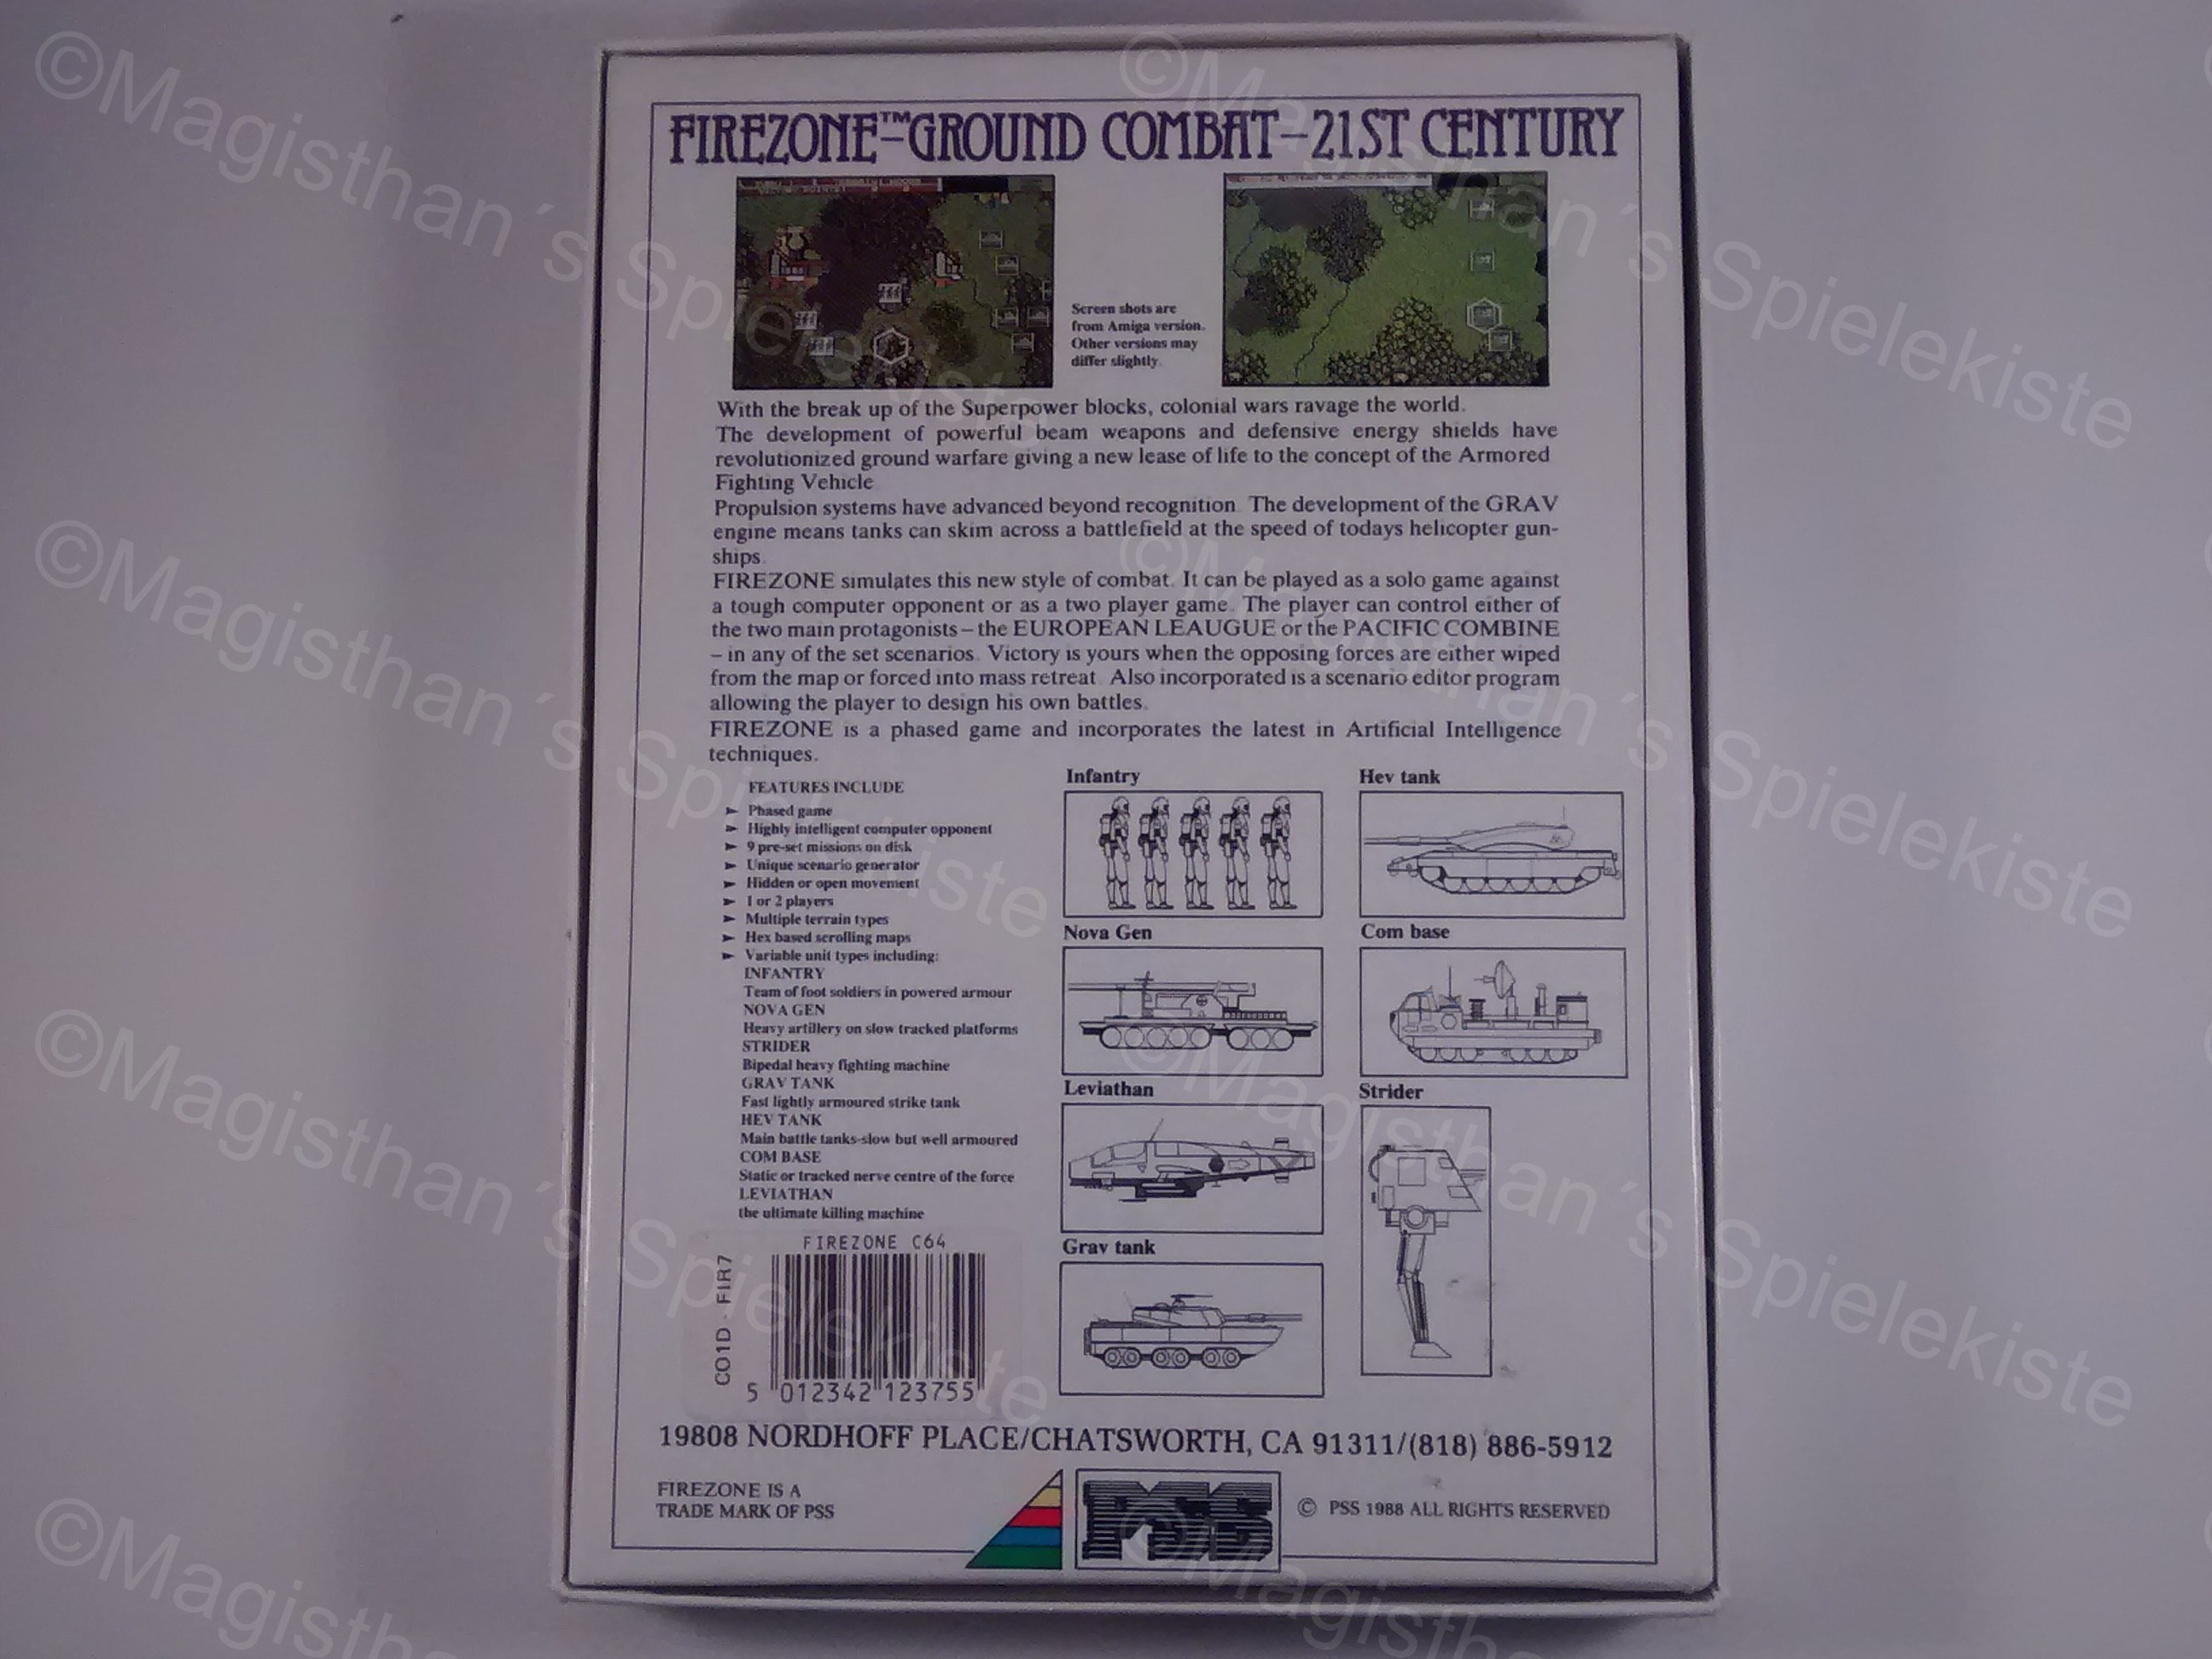 FIREZONE™–GROUND COMBAT–21ST CENTURY
Screen shots are
from Amiga version.
Other versions may
differ slightly.
With the break up of the Superpower blocks, colonial wars ravage the world.
The development of powerful beam weapons and defensive energy shields have
revolutionized ground warfare giving a new lease of life to the concept of the Armored
Fighting Vehicle
Propulsion systems have advanced beyond recognition. The development of the GRAV
engine means tanks can skim across a battlefield at the speed of todays helicopter gun-
ships.
FIREZONE simulates this new style of combat. It can be played as a solo game against
a tough computer opponent or as a two player game. The player can control either of
the two main protagonists – the EUROPEAN LEAUGUE or the PACIFIC COMBINE
– in any of the set scenarios. Victory is yours when the opposing forces are either wiped
from the map or forced into mass retreat. Also incorporated is a scenario editor program
allowing the player to design his own battles.
FIREZONE is a phased game and incorporates the latest in Artificial Intelligence
techniques.
FEATURES INCLUDE
► Phased game
► Highly intelligent computer opponent
► 9 pre-set missions on disk
► Unique scenario generator
► Hidden or open movement
► 1 or 2 players
► Multiple terrain types
► Hex based scrolling maps
► Variable unit types including:
INFANTRY
Team of foot soldiers in powered armour
NOVA GEN
Heavy artillery on slow tracked platforms
STRIDER
Bipedal heavy fighting machine
GRAV TANK
Fast lightly armoured strike tank
HEV TANK
Main battle tanks-slow but well armoured
COM BASE
Static or tracked nerve centre of the force
LEVIATHAN
the ultimate killing machine
Infantry
Hev tank
Nova Gen
Com base
Leviathan
Strider
Grav tank
FIREZONE C64
CO1D - FIR7
5 012342 123755
19808 NORDHOFF PLACE/CHATSWORTH, CA 91311/(818) 886-5912
FIREZONE IS A
TRADE MARK OF PSS
PSS
© PSS 1988 ALL RIGHTS RESERVED
©Magisthan´s Spielekiste
©Magisthan´s Spielekiste
©Magisthan´s Spielekiste
©Magisthan´s Spielekiste
©Magisthan´s Spielekiste
©Magisthan´s Spielekiste